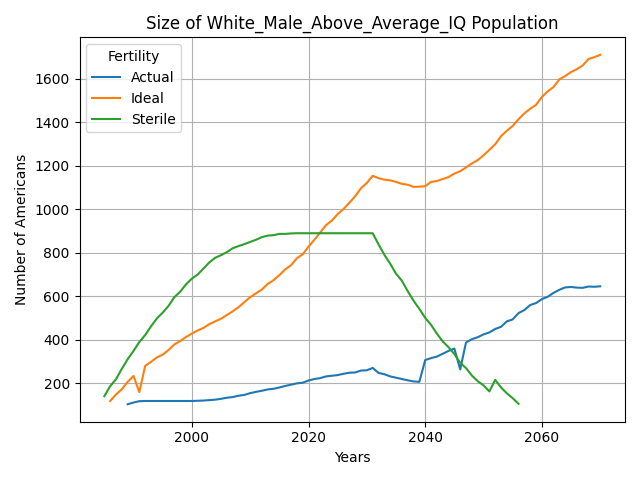 Size of White_Male_Above_Average_IQ Population
Fertility
Actual
Ideal
Sterile
Number of Americans
1600
1400
1200
1000
800
600
400
200
2000
2020
2040
2060
Years